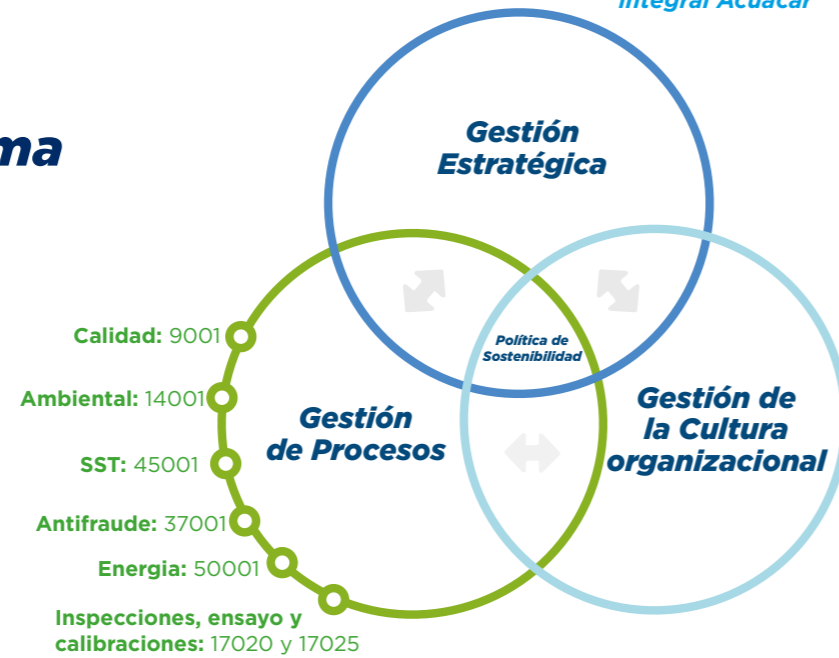 Integral Acuacar
ma
Gestión
Estratégica
Política de
Sostenibilidad
Gestión
de Procesos
Gestión de
la Cultura
organizacional
Calidad: 9001
Ambiental: 14001
SST: 45001
Antifraude: 37001
Energia: 50001
Inspecciones, ensayo y
calibraciones: 17020 y 17025